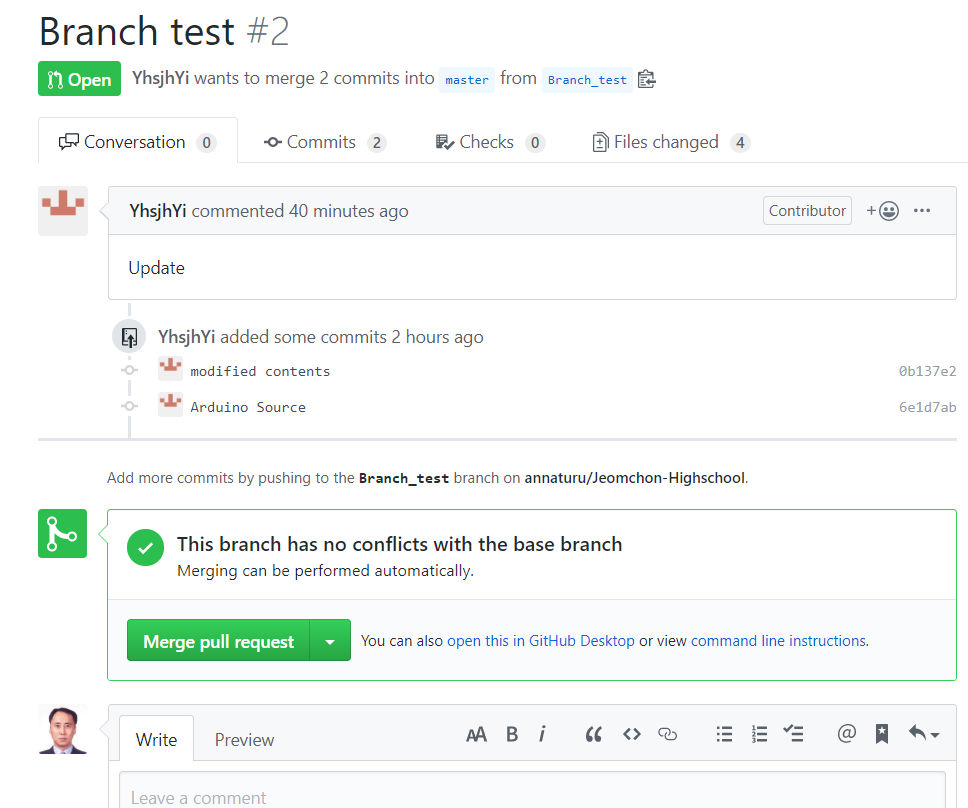 Branch test #2
Open YhsjhYi wants to merge 2 commits into master from Branch_test
Conversation 0 Commits 2 Checks 0 Files changed 4
YhsjhYi commented 40 minutes ago Contributor
Update
YhsjhYi added some commits 2 hours ago
modified contents 0b137e2
Arduino Source 6e1d7ab
Add more commits by pushing to the Branch_test branch on annaturu/Jeomchon-Highschool.
This branch has no conflicts with the base branch
Merging can be performed automatically.
Merge pull request You can also open this in GitHub Desktop or view command line instructions.
Write Preview
Leave a comment